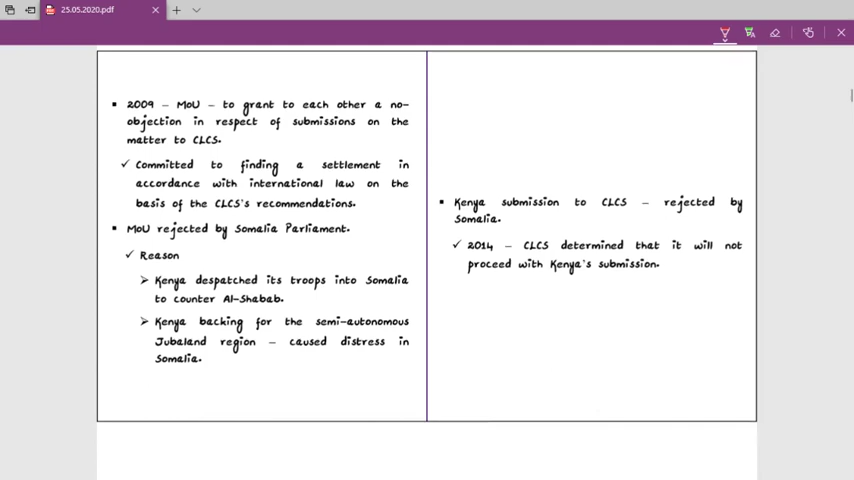 25.05.2020.pdf
2009 – MoU – to grant to each other a no-
objection in respect of submissions on the
matter to CLCS.
✓ Committed to finding a settlement in
accordance with international law on the
basis of the CLCS's recommendations.
MoU rejected by Somalia Parliament.
✓ Reason
➢ Kenya despatched its troops into Somalia
to counter Al-Shabab.
➢ Kenya backing for the semi-autonomous
Jubaland region – caused distress in
Somalia.
Kenya submission to CLCS – rejected by
Somalia.
✓ 2014 – CLCS determined that it will not
proceed with Kenya's submission.